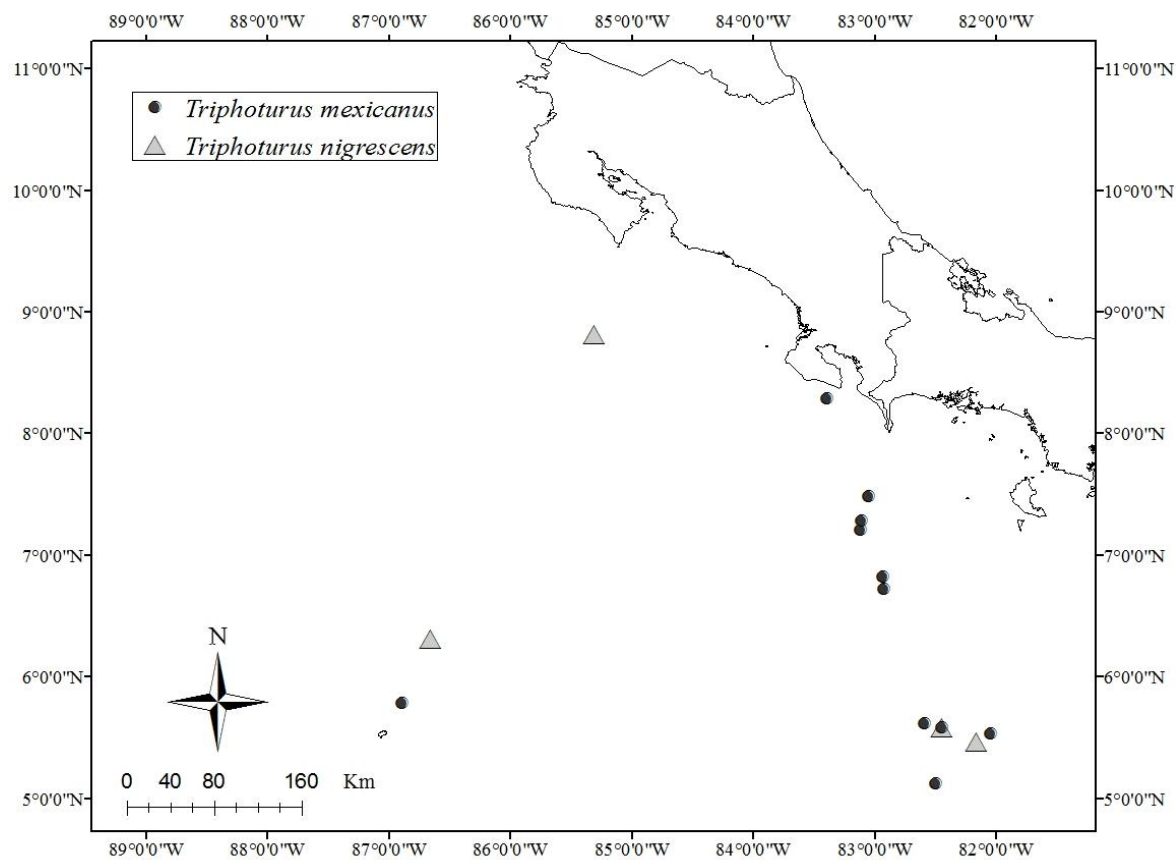 89°0'0"W 88°0'0"W 87°0'0"W 86°0'0"W 85°0'0"W 84°0'0"W 83°0'0"W 82°0'0"W
11°0'0"N 11°0'0"N
Triphoturus mexicanus
Triphoturus nigrescens
10°0'0"N 10°0'0"N
9°0'0"N 9°0'0"N
8°0'0"N 8°0'0"N
7°0'0"N 7°0'0"N
N
6°0'0"N 6°0'0"N
0 40 80 160 Km
5°0'0"N 5°0'0"N
89°0'0"W 88°0'0"W 87°0'0"W 86°0'0"W 85°0'0"W 84°0'0"W 83°0'0"W 82°0'0"W